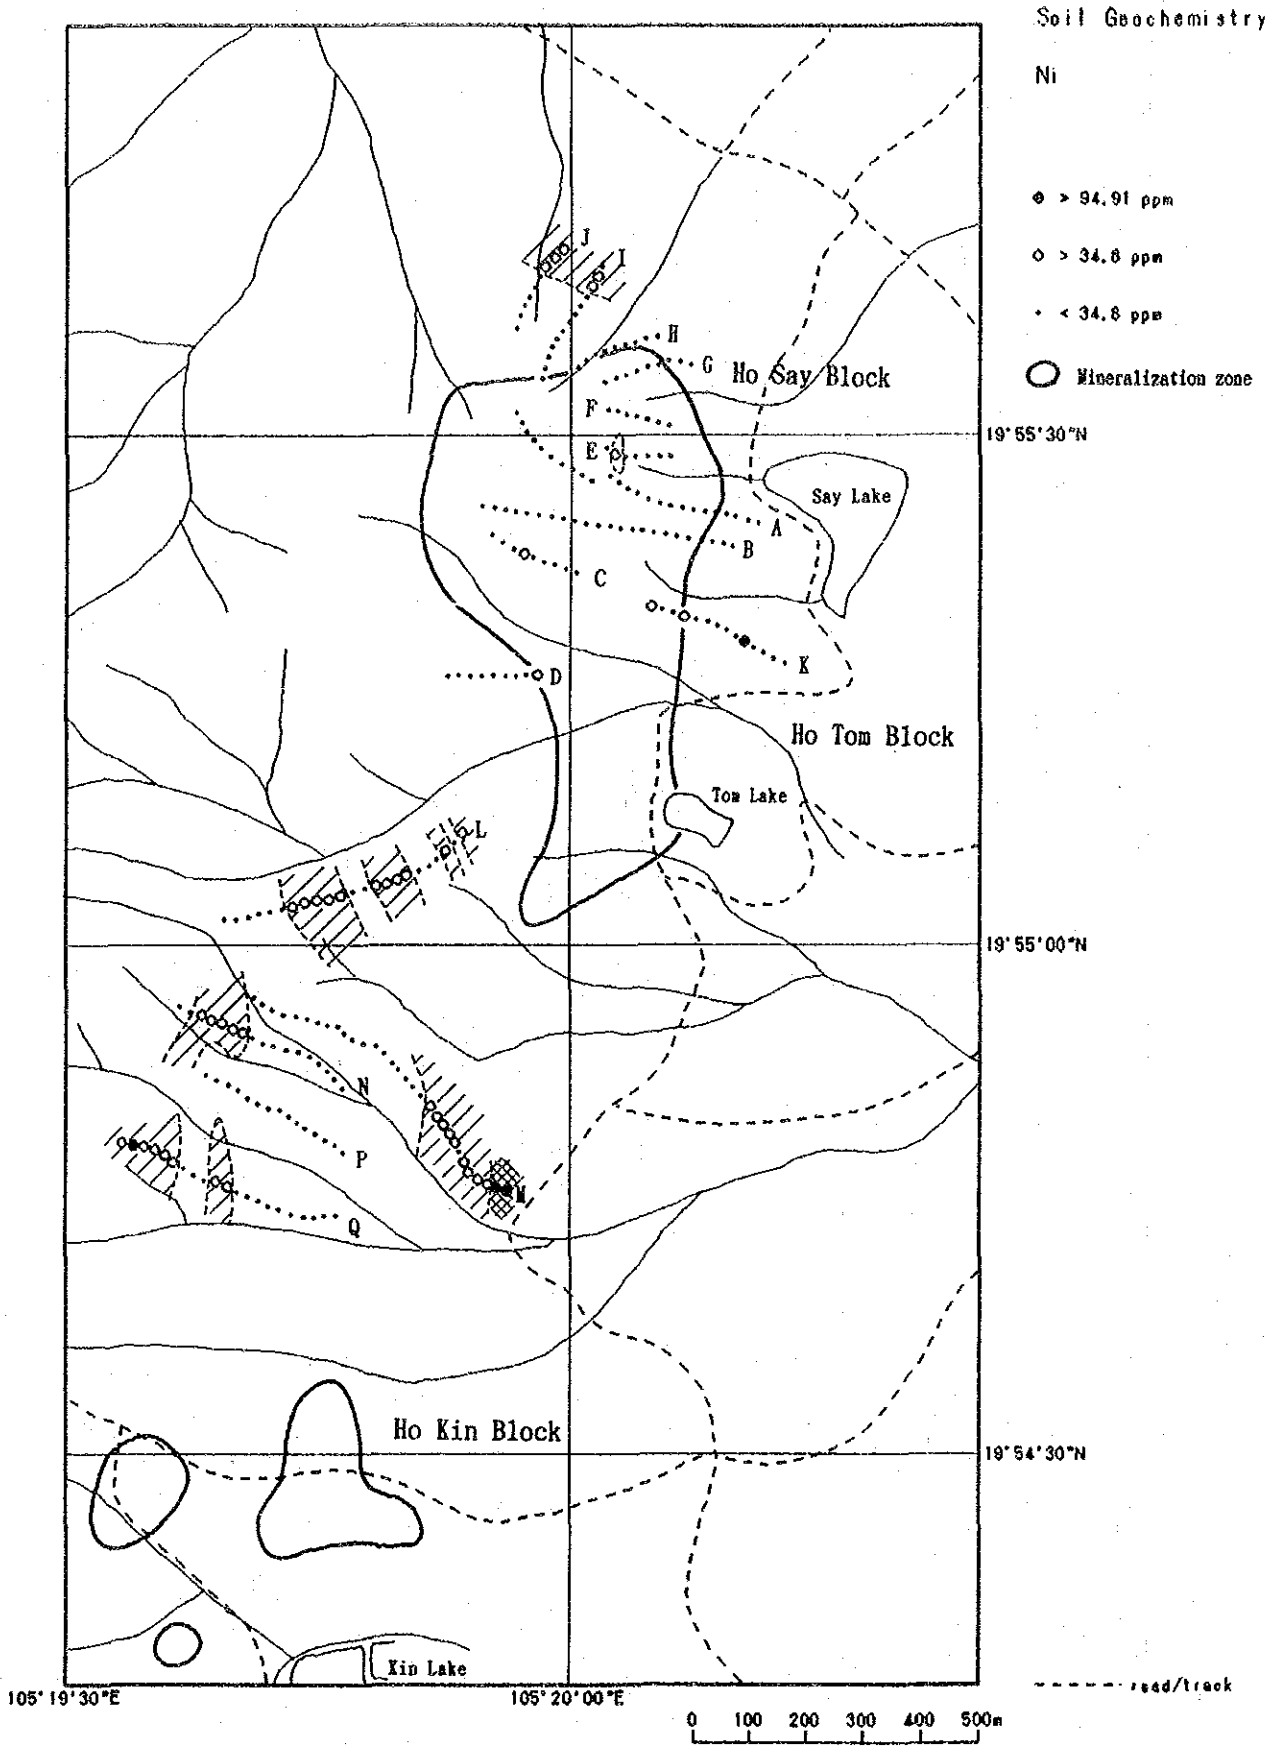 Soil Geochemistry
Ni
> 94.91 ppm
> 34.8 ppm
< 34.8 ppm
Mineralization zone
J
I
H
G
Ho Say Block
F
19°55'30"N
E
Say Lake
A
B
C
K
D
Ho Tom Block
Tom Lake
L
19°55'00"N
N
P
M
Q
Ho Kin Block
19°54'30"N
Kin Lake
105°19'30"E
105°20'00"E
road/track
0 100 200 300 400 500m